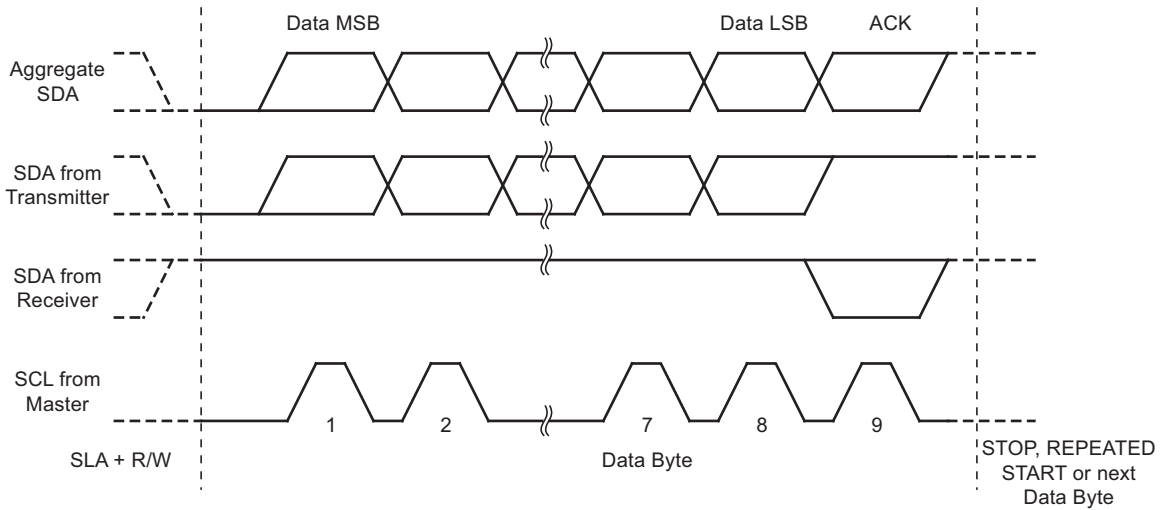 Data MSB
Data LSB
ACK
Aggregate
SDA
SDA from
Transmitter
SDA from
Receiver
SCL from
Master
1
2
7
8
9
SLA + R/W
Data Byte
STOP, REPEATED
START or next
Data Byte